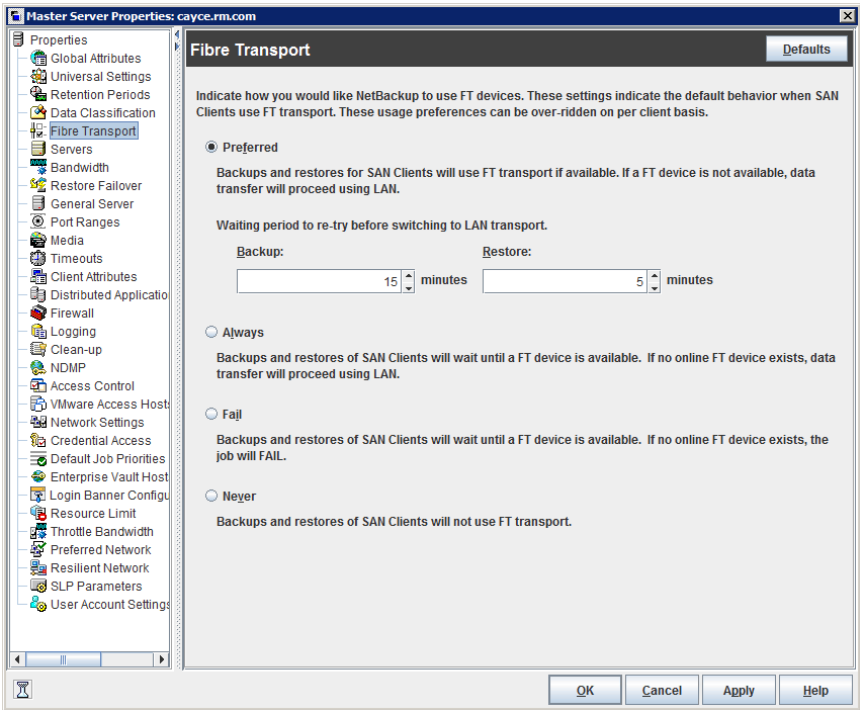 Master Server Properties: cayce.rm.com
Properties
Global Attributes
Universal Settings
Retention Periods
Data Classification
Fibre Transport
Servers
Bandwidth
Restore Failover
General Server
Port Ranges
Media
Timeouts
Client Attributes
Distributed Applicatio
Firewall
Logging
Clean-up
NDMP
Access Control
VMware Access Hosts
Network Settings
Credential Access
Default Job Priorities
Enterprise Vault Host
Login Banner Configu
Resource Limit
Throttle Bandwidth
Preferred Network
Resilient Network
SLP Parameters
User Account Settings
Fibre Transport
Defaults
Indicate how you would like NetBackup to use FT devices. These settings indicate the default behavior when SAN
Clients use FT transport. These usage preferences can be over-ridden on per client basis.
Preferred
Backups and restores for SAN Clients will use FT transport if available. If a FT device is not available, data
transfer will proceed using LAN.
Waiting period to re-try before switching to LAN transport.
Backup: Restore:
15 minutes 5 minutes
Always
Backups and restores of SAN Clients will wait until a FT device is available. If no online FT device exists, data
transfer will proceed using LAN.
Fail
Backups and restores of SAN Clients will wait until a FT device is available. If no online FT device exists, the
job will FAIL.
Never
Backups and restores of SAN Clients will not use FT transport.
OK Cancel Apply Help